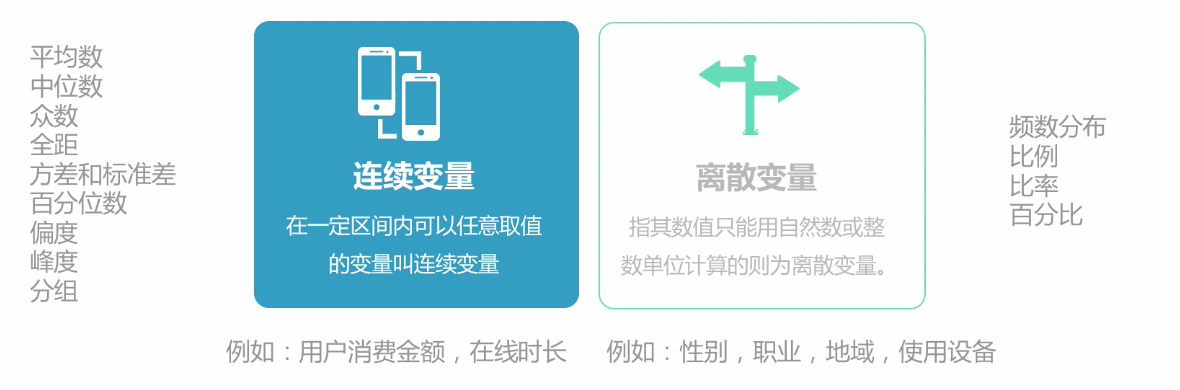 平均数
中位数
众数
全距
方差和标准差
百分位数
偏度
峰度
分组
连续变量
在一定区间内可以任意取值
的变量叫连续变量
例如：用户消费金额，在线时长
离散变量
指其数值只能用自然数或整
数单位计算的则为离散变量。
例如：性别，职业，地域，使用设备
频数分布
比例
比率
百分比